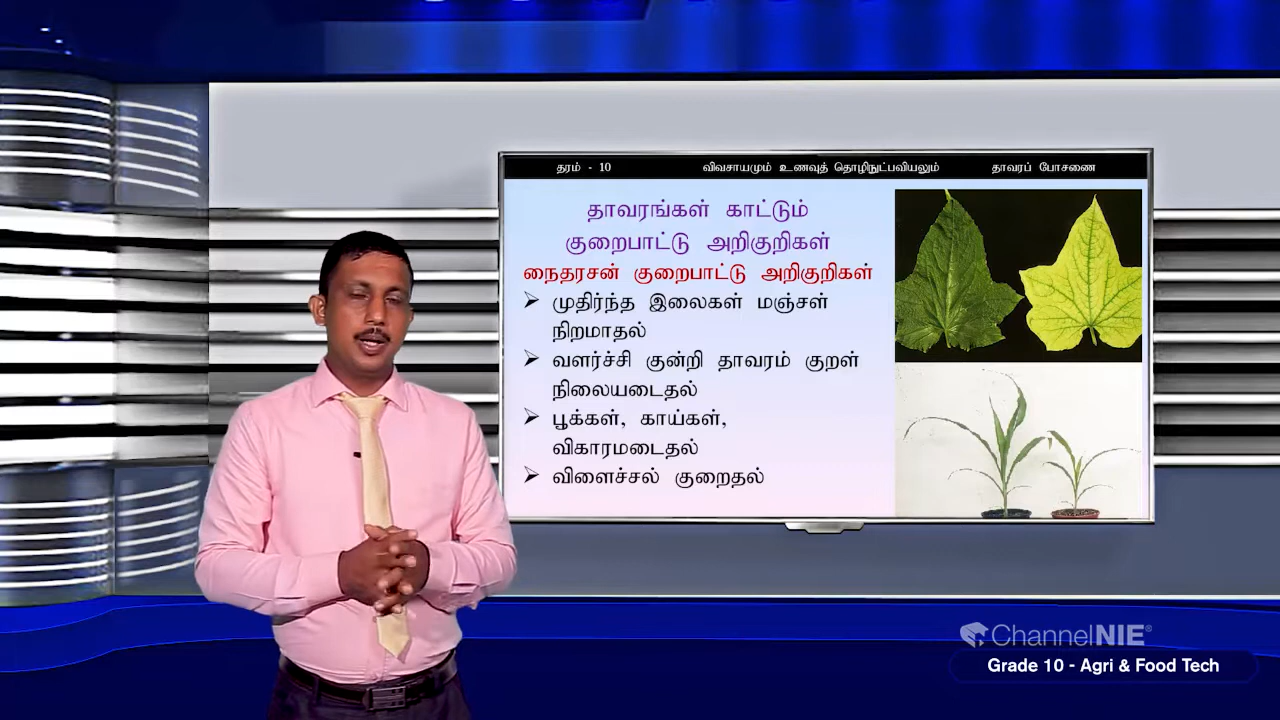 தரம் - 10 விவசாயமும் உணவுத் தொழிநுட்பவியலும் தாவரப் போசணை
தாவரங்கள் காட்டும்
குறைபாட்டு அறிகுறிகள்
நைதரசன் குறைபாட்டு அறிகுறிகள்
➢ முதிர்ந்த இலைகள் மஞ்சள்
நிறமாதல்
➢ வளர்ச்சி குன்றி தாவரம் குறள்
நிலையடைதல்
➢ பூக்கள், காய்கள்,
விகாரமடைதல்
➢ விளைச்சல் குறைதல்
ChannelNIE®
Grade 10 - Agri & Food Tech